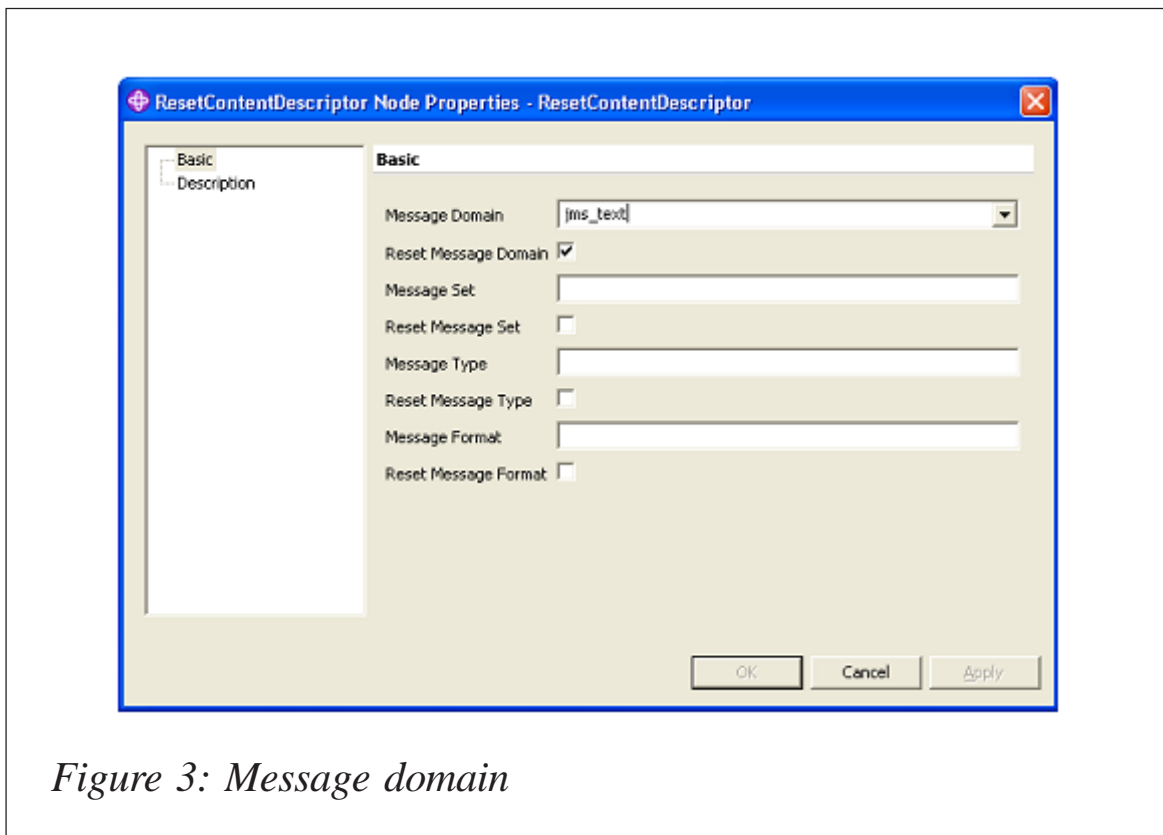 ResetContentDescriptor Node Properties - ResetContentDescriptor
Basic
Description
Basic
Message Domain jms_text
Reset Message Domain
Message Set
Reset Message Set
Message Type
Reset Message Type
Message Format
Reset Message Format
OK Cancel Apply
Figure 3: Message domain